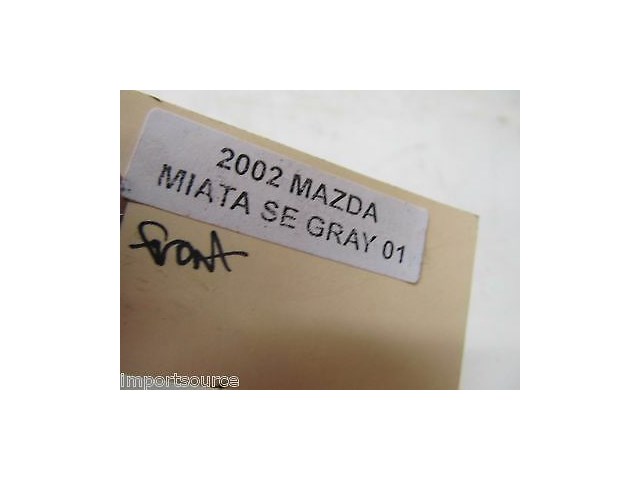 2002 MAZDA
MIATA SE GRAY 01
front
importsource